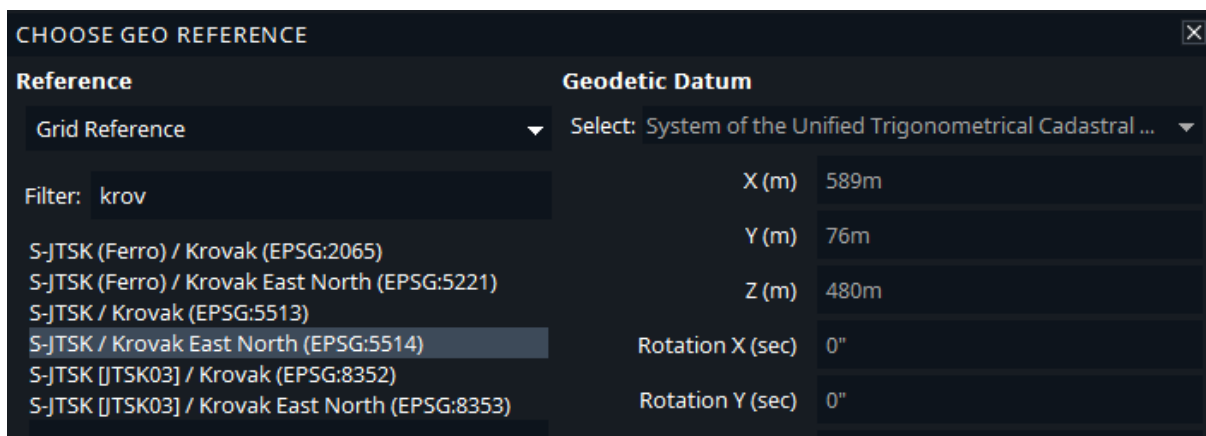 CHOOSE GEO REFERENCE
Reference
Grid Reference
Filter: krov
S-JTSK (Ferro) / Krovak (EPSG:2065)
S-JTSK (Ferro) / Krovak East North (EPSG:5221)
S-JTSK / Krovak (EPSG:5513)
S-JTSK / Krovak East North (EPSG:5514)
S-JTSK [JTSK03] / Krovak (EPSG:8352)
S-JTSK [JTSK03] / Krovak East North (EPSG:8353)
Geodetic Datum
Select: System of the Unified Trigonometrical Cadastral ...
X (m) 589m
Y (m) 76m
Z (m) 480m
Rotation X (sec) 0"
Rotation Y (sec) 0"